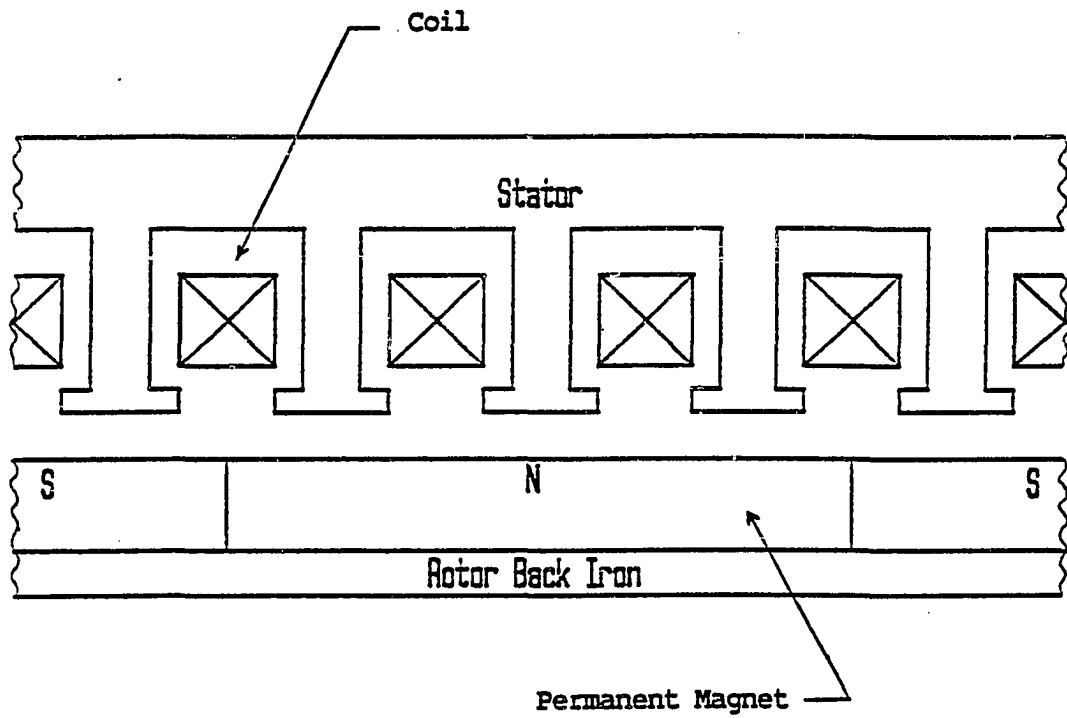 Coil
Stator
S N S
Rotor Back Iron
Permanent Magnet